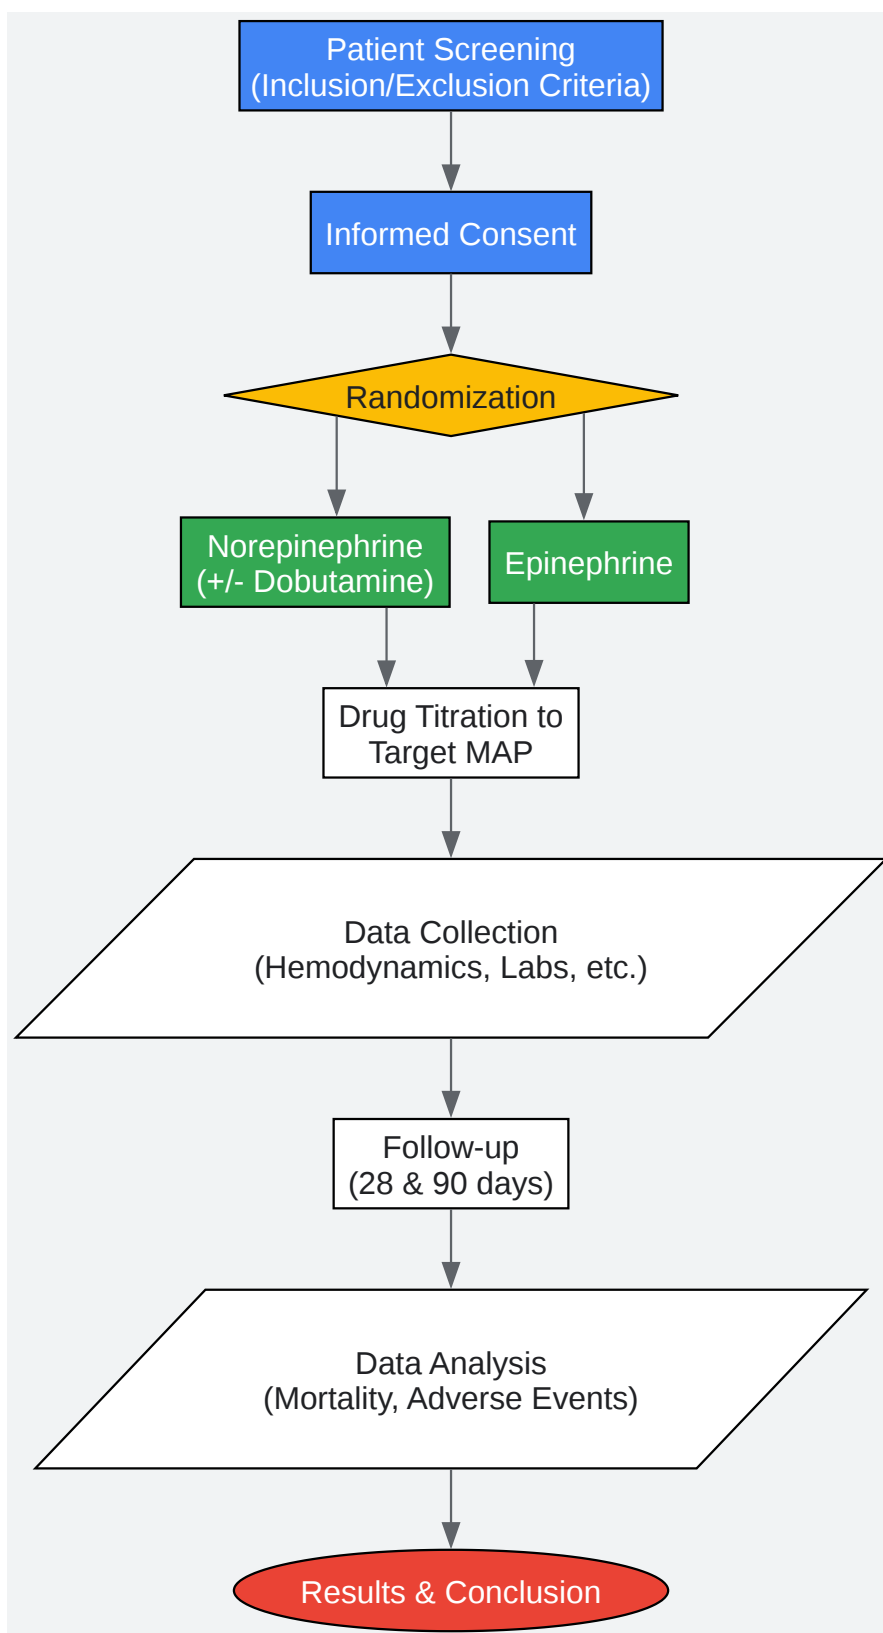 Patient Screening
(Inclusion/Exclusion Criteria)
Informed Consent
Randomization
Norepinephrine
(+/- Dobutamine)
Epinephrine
Drug Titration to
Target MAP
Data Collection
(Hemodynamics, Labs, etc.)
Follow-up
(28 & 90 days)
Data Analysis
(Mortality, Adverse Events)
Results & Conclusion